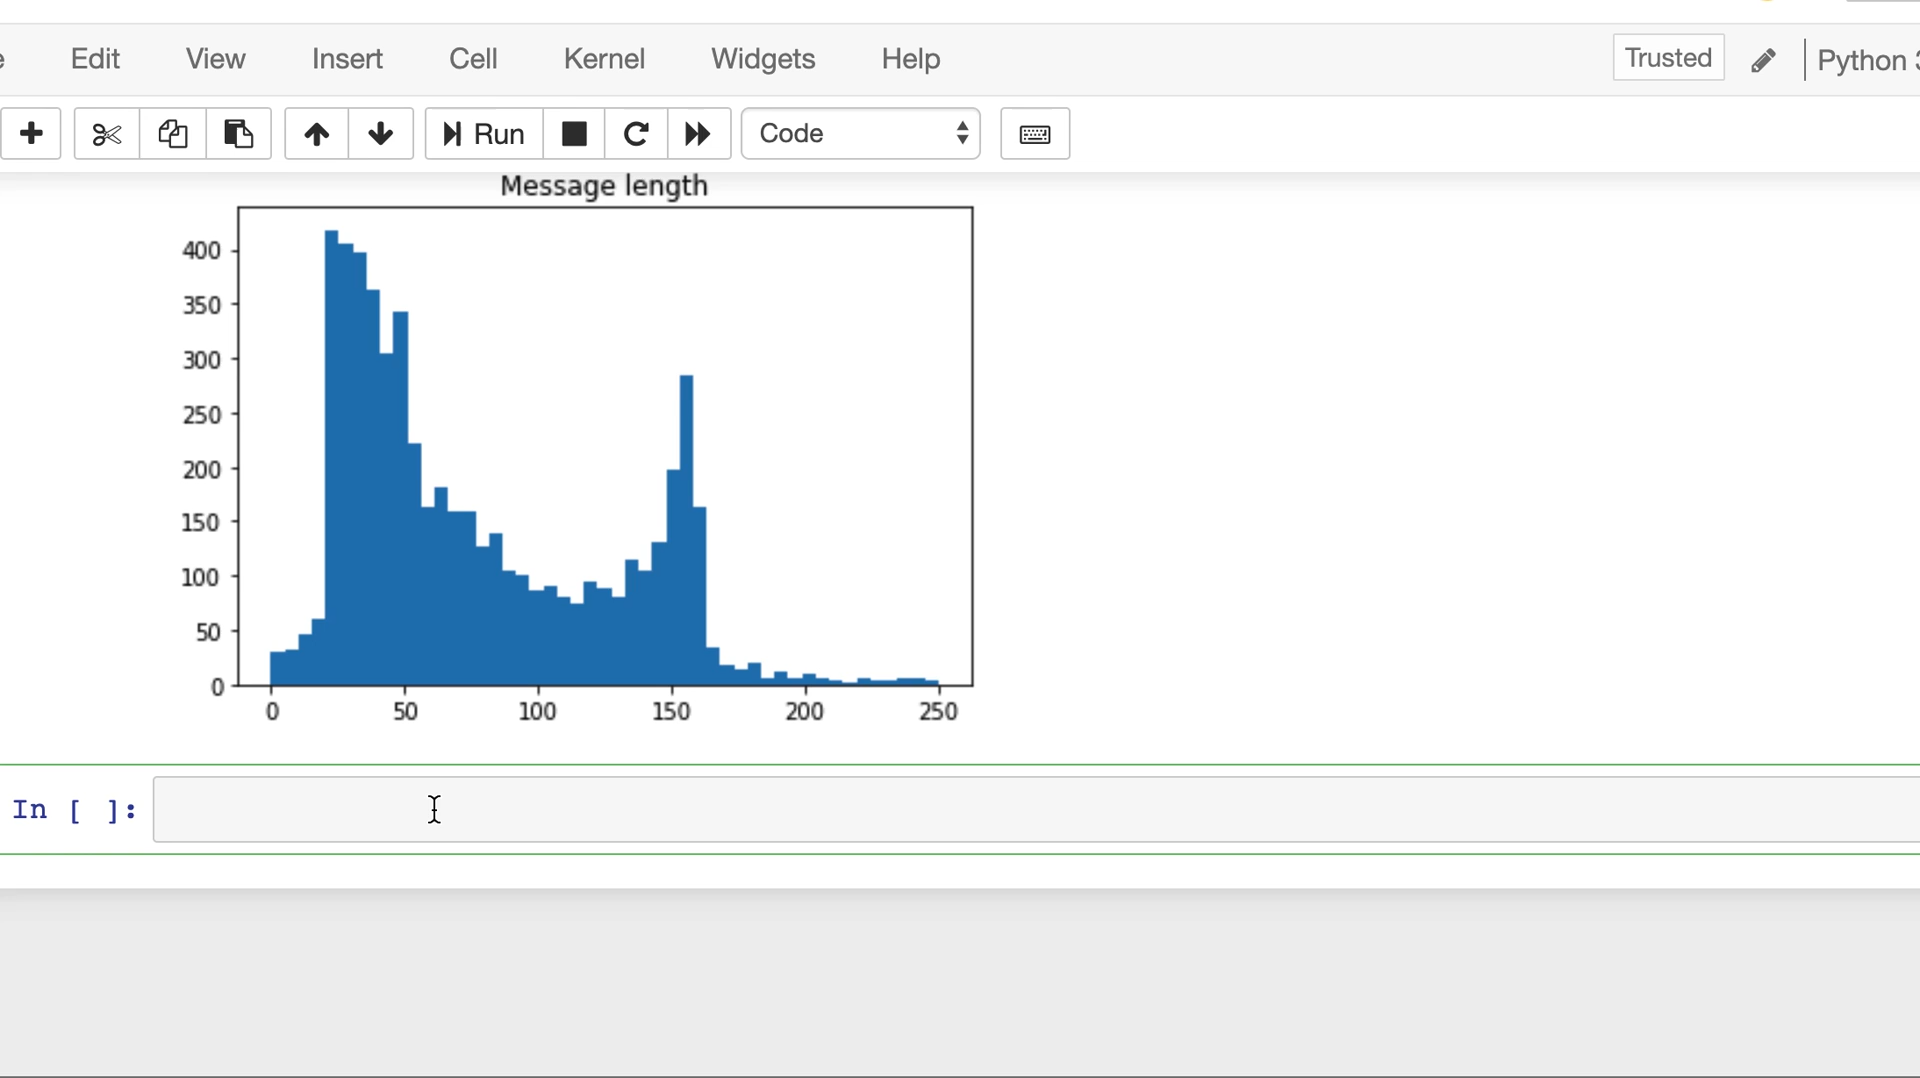 Edit View Insert Cell Kernel Widgets Help Trusted Python
Run Code
Message length
400
350
300
250
200
150
100
50
0
0 50 100 150 200 250
In [ ]: